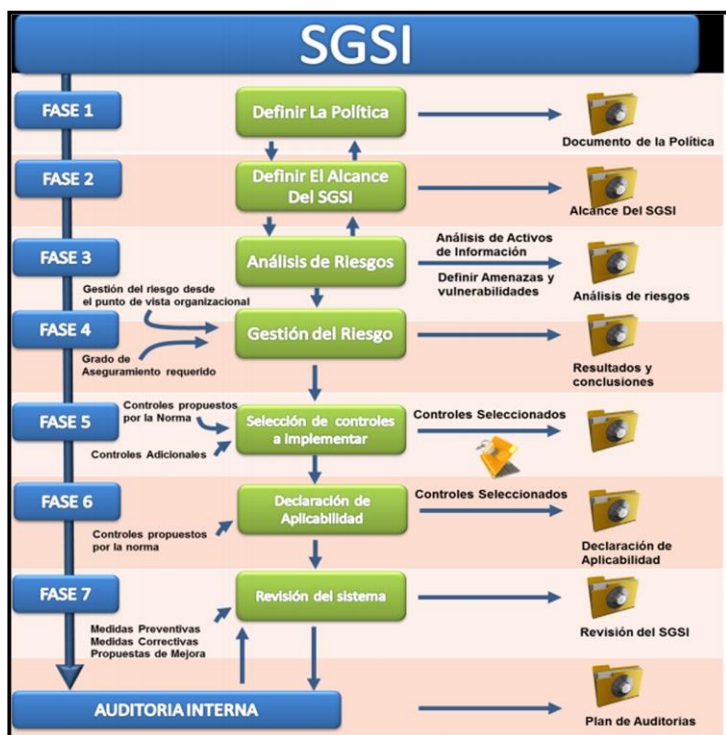 SGSI
FASE 1
Definir La Política
Documento de la Política
FASE 2
Definir El Alcance
Del SGSI
Alcance Del SGSI
FASE 3
Análisis de Riesgos
Análisis de Activos
de Información
Definir Amenazas y
vulnerabilidades
Análisis de riesgos
Gestión del riesgo desde
el punto de vista organizacional
FASE 4
Gestión del Riesgo
Grado de
Aseguramiento requerido
Resultados y
conclusiones
FASE 5
Controles propuestos
por la Norma
Controles Adicionales
Selección de controles
a Implementar
Controles Seleccionados
FASE 6
Controles propuestos
por la norma
Declaración de
Aplicabilidad
Controles Seleccionados
Declaración de
Aplicabilidad
FASE 7
Revisión del sistema
Medidas Preventivas
Medidas Correctivas
Propuestas de Mejora
Revisión del SGSI
AUDITORIA INTERNA
Plan de Auditorias